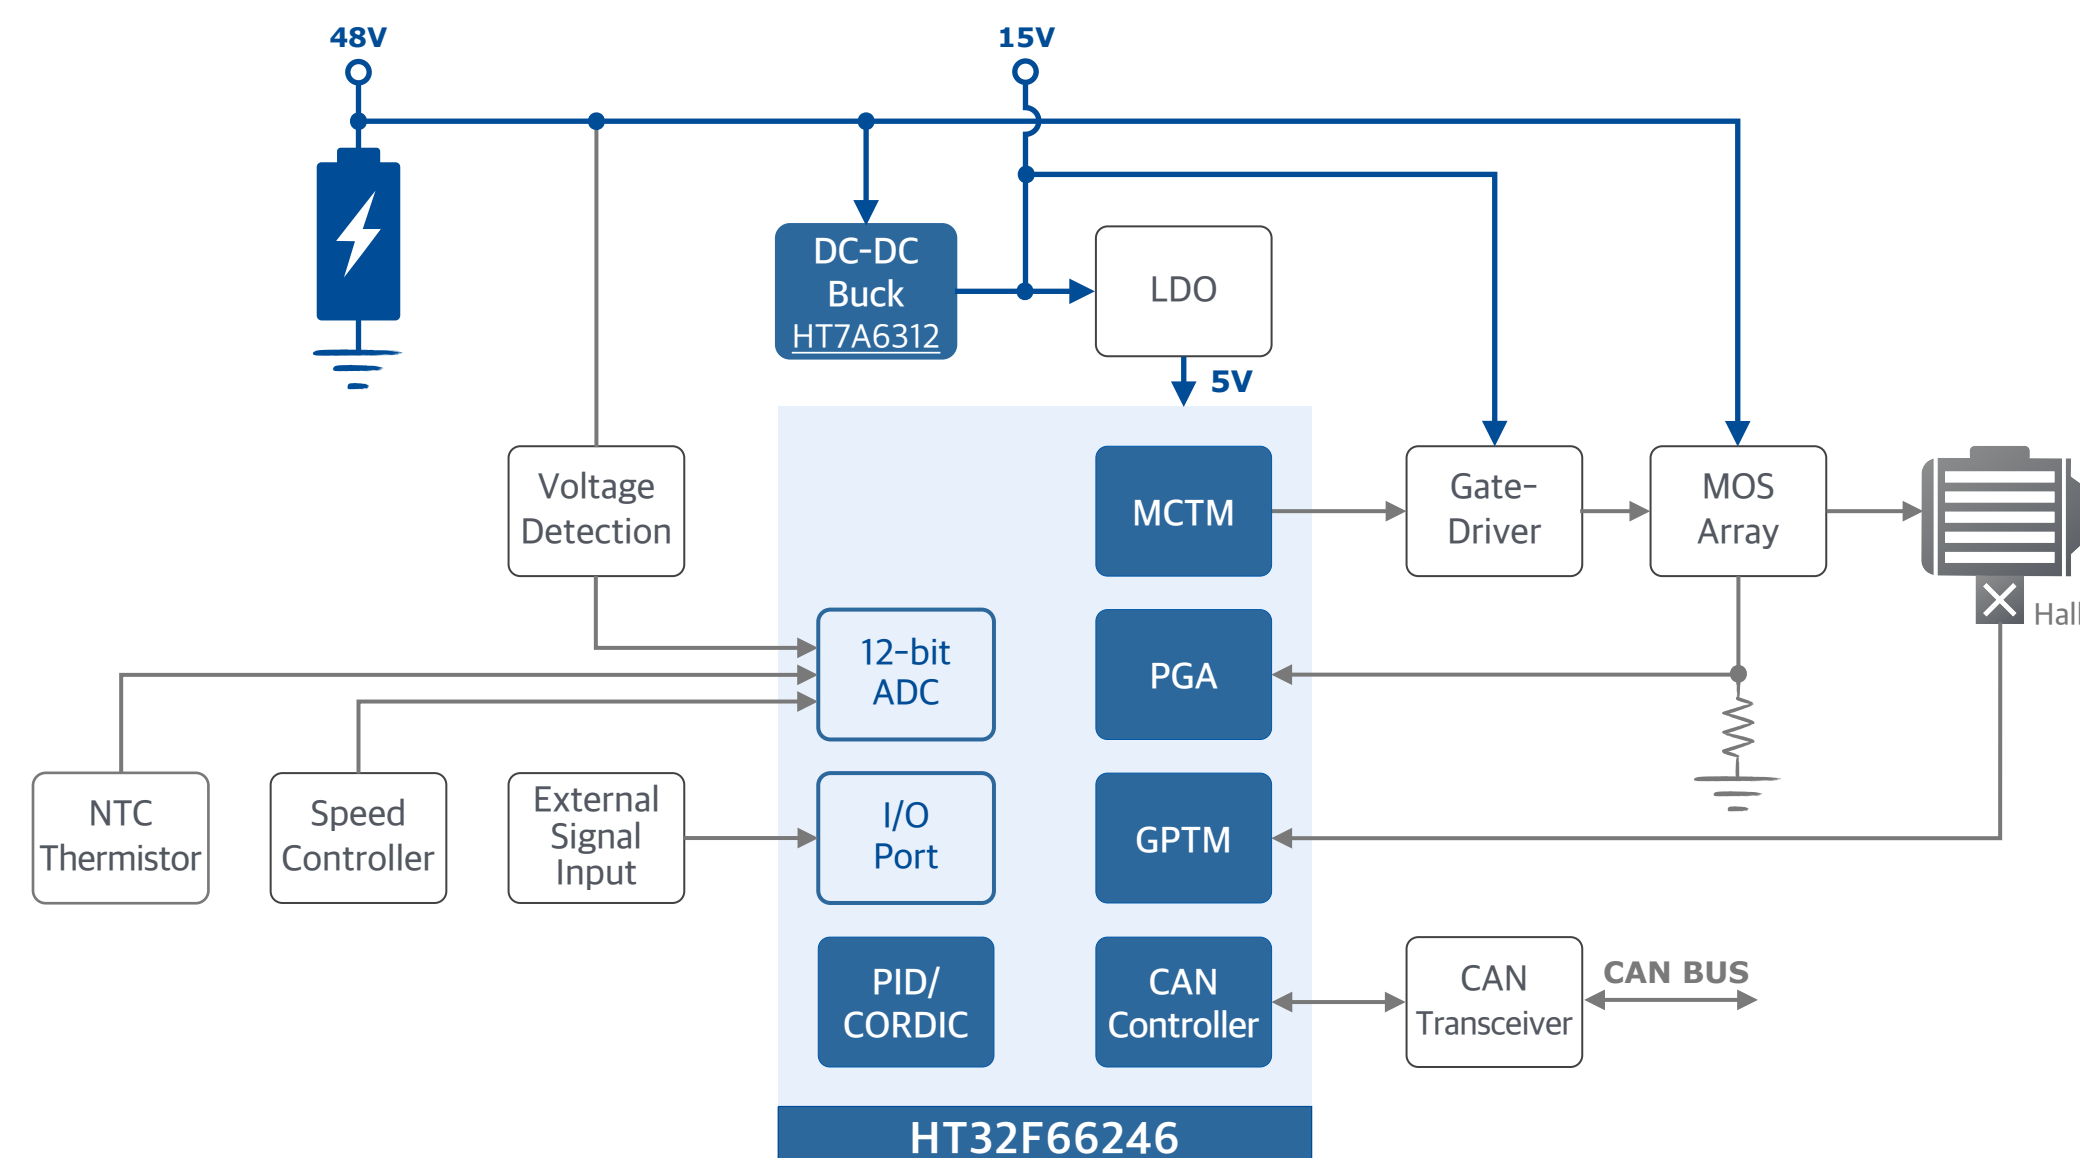 48V
15V
DC-DC
Buck
HT7A6312
LDO
5V
Voltage
Detection
MCTM
Gate-
Driver
MOS
Array
Hall
12-bit
ADC
PGA
NTC
Thermistor
Speed
Controller
External
Signal
Input
I/O
Port
GPTM
PID/
CORDIC
CAN
Controller
CAN
Transceiver
CAN BUS
HT32F66246